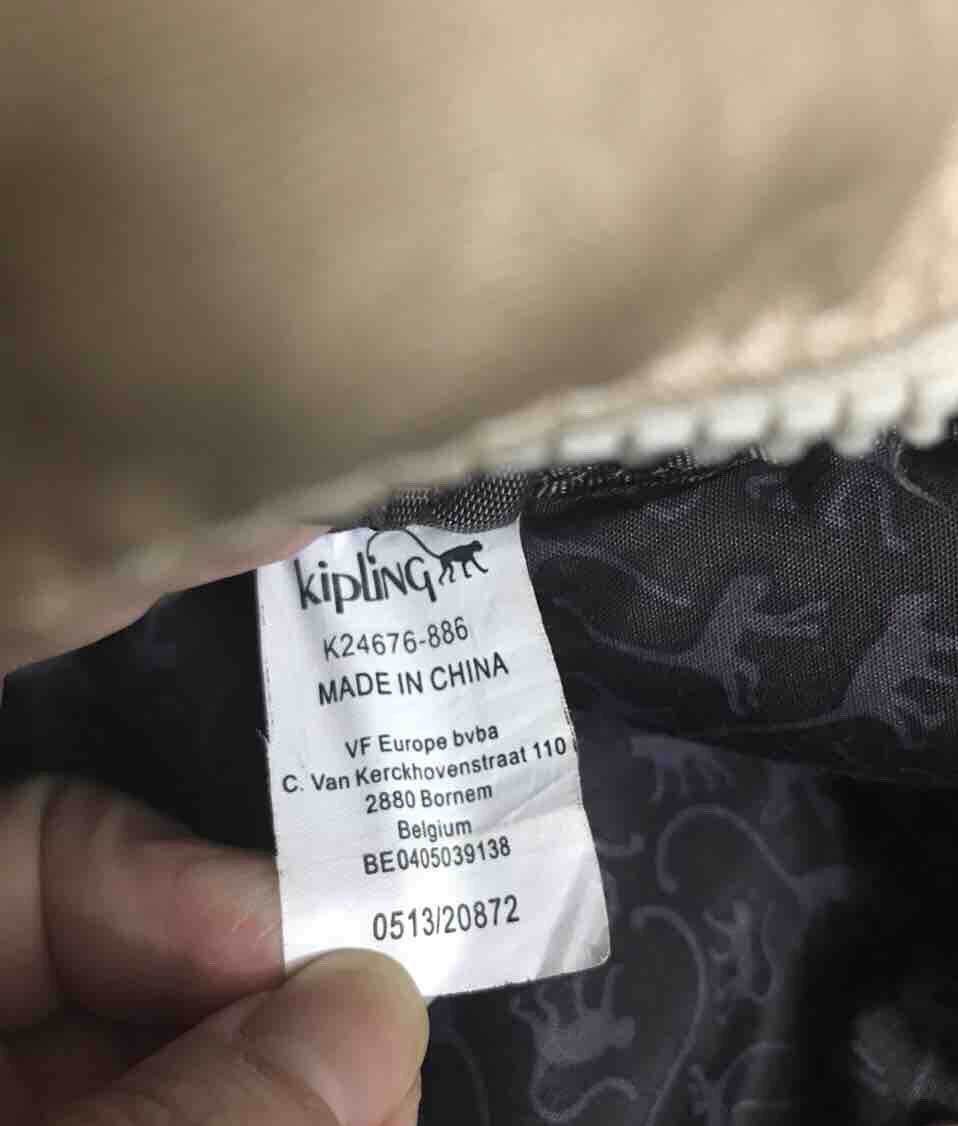 kipling
K24676-886
MADE IN CHINA
VF Europe bvba
C. Van Kerckhovenstraat 110
2880 Bornem
Belgium
BE0405039138
0513/20872